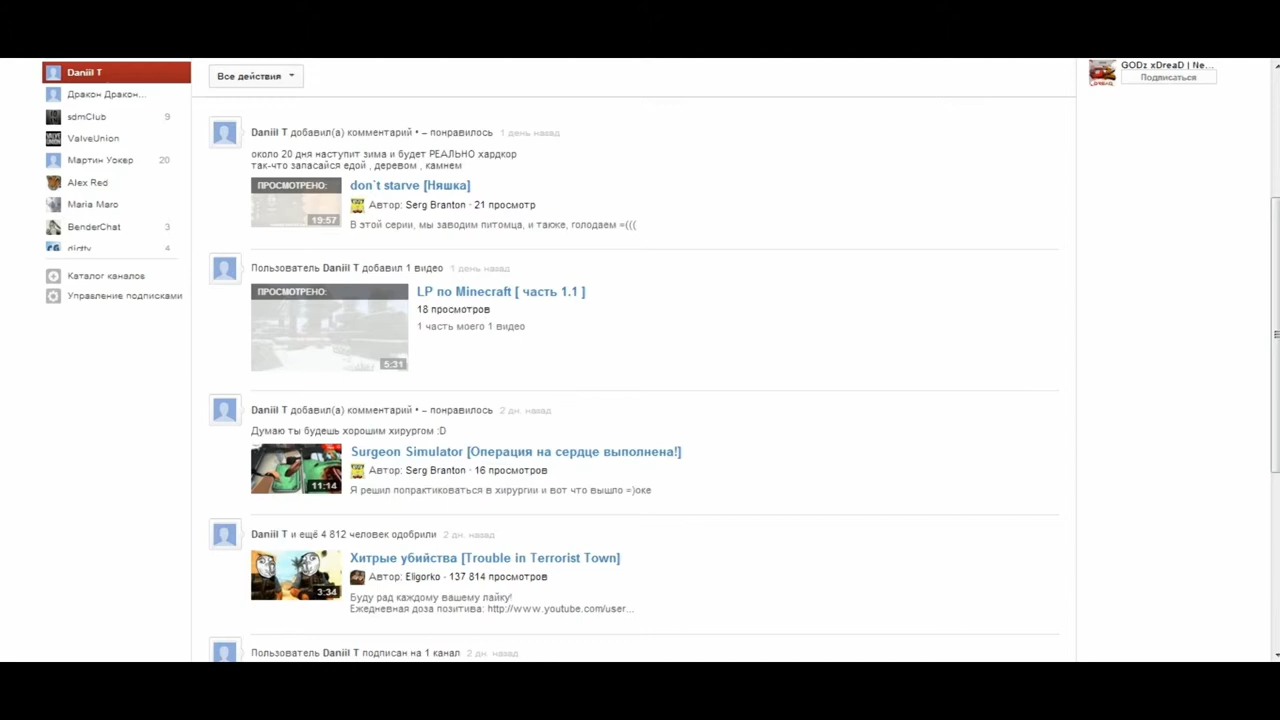 Daniil T
Дракон Дракон...
sdmClub 9
ValveUnion
Мартин Уокер 20
Alex Red
Maria Maro
BenderChat 3
Каталог каналов
Управление подписками
Все действия
Daniil T добавил(а) комментарий • – понравилось 1 день назад
около 20 дня наступит зима и будет РЕАЛЬНО хардкор
так-что запасайся едой , деревом , камнем
ПРОСМОТРЕНО:
19:57
don`t starve [Няшка]
Автор: Serg Branton · 21 просмотр
В этой серии, мы заводим питомца, и также, голодаем =(((
Пользователь Daniil T добавил 1 видео 1 день назад
ПРОСМОТРЕНО:
5:31
LP по Minecraft [ часть 1.1 ]
18 просмотров
1 часть моего 1 видео
Daniil T добавил(а) комментарий • – понравилось 2 дн. назад
Думаю ты будешь хорошим хирургом :D
11:14
Surgeon Simulator [Операция на сердце выполнена!]
Автор: Serg Branton · 16 просмотров
Я решил попрактиковаться в хирургии и вот что вышло =)оке
Daniil T и ещё 4 812 человек одобрили 2 дн. назад
3:34
Хитрые убийства [Trouble in Terrorist Town]
Автор: Eligorko · 137 814 просмотров
Буду рад каждому вашему лайку!
Ежедневная доза позитива: http://www.youtube.com/user...
Пользователь Daniil T подписан на 1 канал 2 дн. назад
GODz xDreaD | Ne...
Подписаться